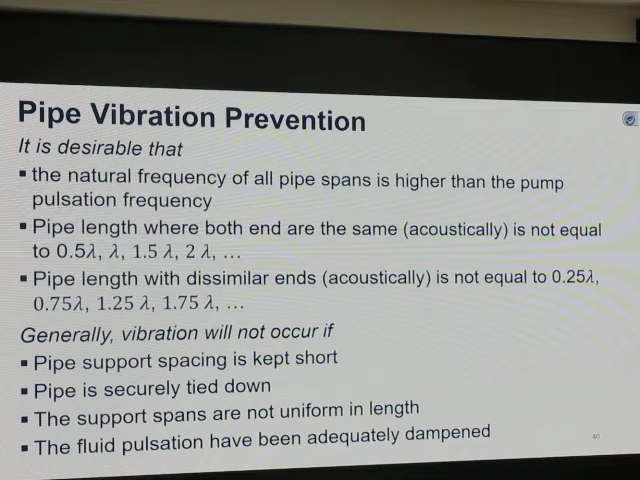 Pipe Vibration Prevention
It is desirable that
▪ the natural frequency of all pipe spans is higher than the pump
pulsation frequency
▪ Pipe length where both end are the same (acoustically) is not equal
to 0.5λ, λ, 1.5 λ, 2 λ, …
▪ Pipe length with dissimilar ends (acoustically) is not equal to 0.25λ,
0.75λ, 1.25 λ, 1.75 λ, …
Generally, vibration will not occur if
▪ Pipe support spacing is kept short
▪ Pipe is securely tied down
▪ The support spans are not uniform in length
▪ The fluid pulsation have been adequately dampened
40